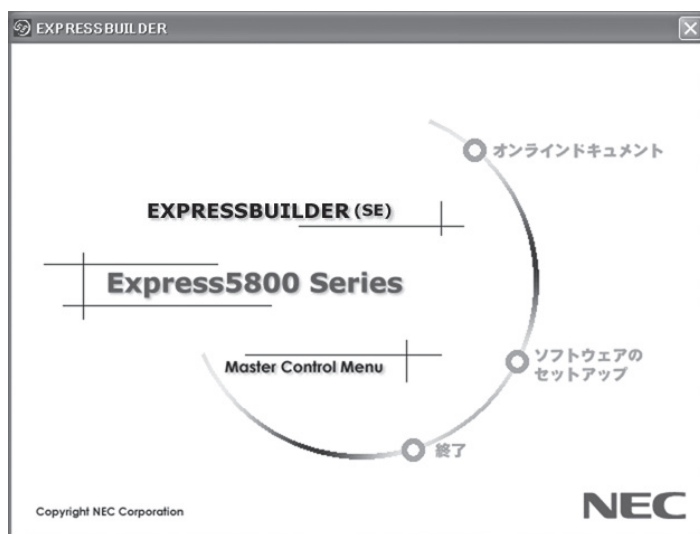 EXPRESSBUILDER
オンラインドキュメント
EXPRESSBUILDER (SE)
Express5800 Series
ソフトウェアの
セットアップ
Master Control Menu
終了
Copyright NEC Corporation
NEC